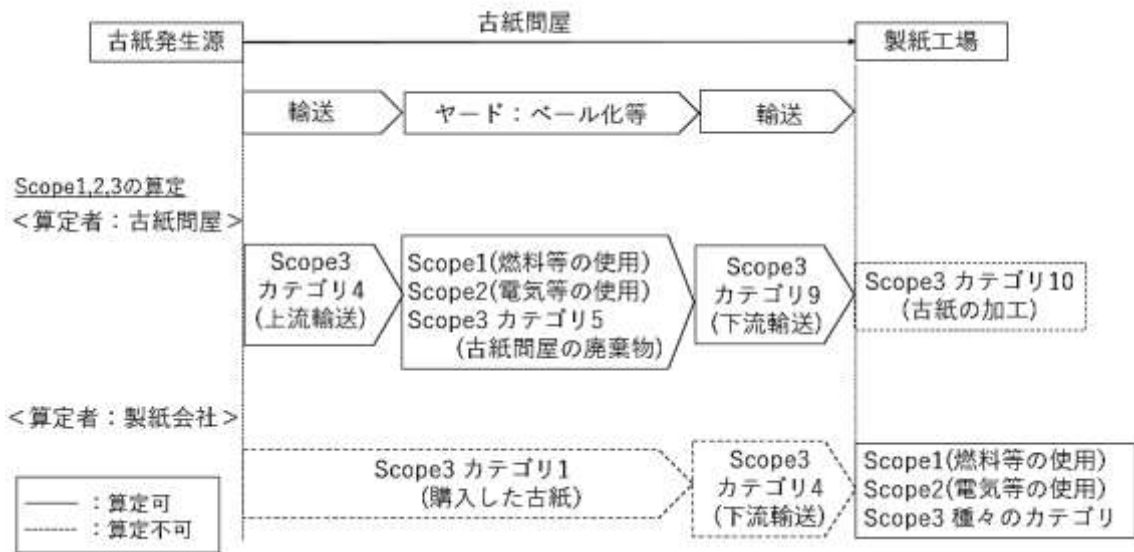 古紙問屋
古紙発生源
製紙工場
輸送
ヤード：ベール化等
輸送
Scope1,2,3の算定
＜算定者：古紙問屋＞
Scope3
カテゴリ4
(上流輸送)
Scope1(燃料等の使用)
Scope2(電気等の使用)
Scope3 カテゴリ5
(古紙問屋の廃棄物)
Scope3
カテゴリ9
(下流輸送)
Scope3 カテゴリ10
(古紙の加工)
＜算定者：製紙会社＞
Scope3 カテゴリ1
(購入した古紙)
Scope3
カテゴリ4
(下流輸送)
Scope1(燃料等の使用)
Scope2(電気等の使用)
Scope3 種々のカテゴリ
：算定可
：算定不可